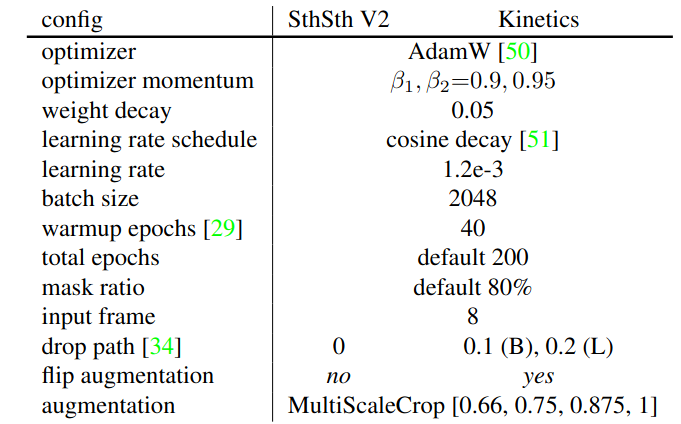 config SthSth V2 Kinetics
optimizer AdamW [50]
optimizer momentum β₁, β₂=0.9, 0.95
weight decay 0.05
learning rate schedule cosine decay [51]
learning rate 1.2e-3
batch size 2048
warmup epochs [29] 40
total epochs default 200
mask ratio default 80%
input frame 8
drop path [34] 0 0.1 (B), 0.2 (L)
flip augmentation no yes
augmentation MultiScaleCrop [0.66, 0.75, 0.875, 1]